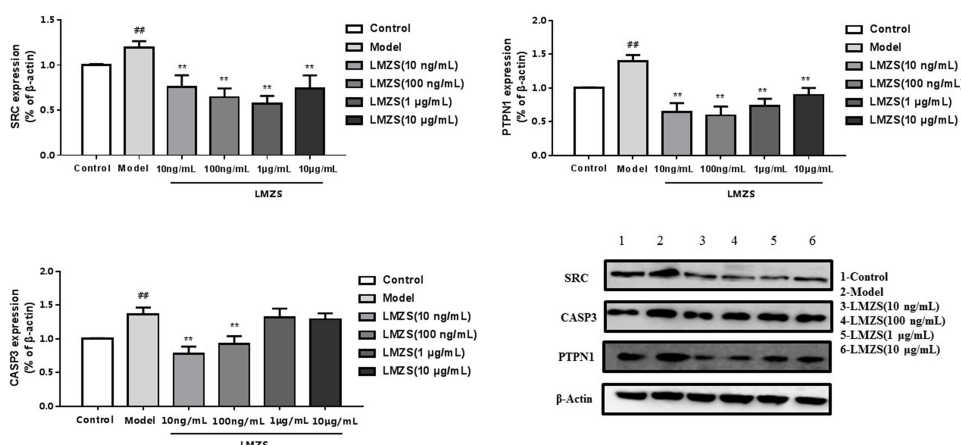 SRC expression
(% of β-actin)
1.5
1.0
0.5
0.0
##
**
**
**
**
Control
Model
10ng/mL
100ng/mL
1μg/mL
10μg/mL
LMZS
Control
Model
LMZS(10 ng/mL)
LMZS(100 ng/mL)
LMZS(1 μg/mL)
LMZS(10 μg/mL)
PTPN1 expression
(% of β-actin)
2.0
1.5
1.0
0.5
0.0
##
**
**
**
**
Control
Model
10ng/mL
100ng/mL
1μg/mL
10μg/mL
LMZS
Control
Model
LMZS(10 ng/mL)
LMZS(100 ng/mL)
LMZS(1 μg/mL)
LMZS(10 μg/mL)
CASP3 expression
(% of β-actin)
2.0
1.5
1.0
0.5
0.0
##
**
**
Control
Model
10ng/mL
100ng/mL
1μg/mL
10μg/mL
LMZS
Control
Model
LMZS(10 ng/mL)
LMZS(100 ng/mL)
LMZS(1 μg/mL)
LMZS(10 μg/mL)
1 2 3 4 5 6
SRC
CASP3
PTPN1
β-Actin
1-Control
2-Model
3-LMZS(10 ng/mL)
4-LMZS(100 ng/mL)
5-LMZS(1 μg/mL)
6-LMZS(10 μg/mL)